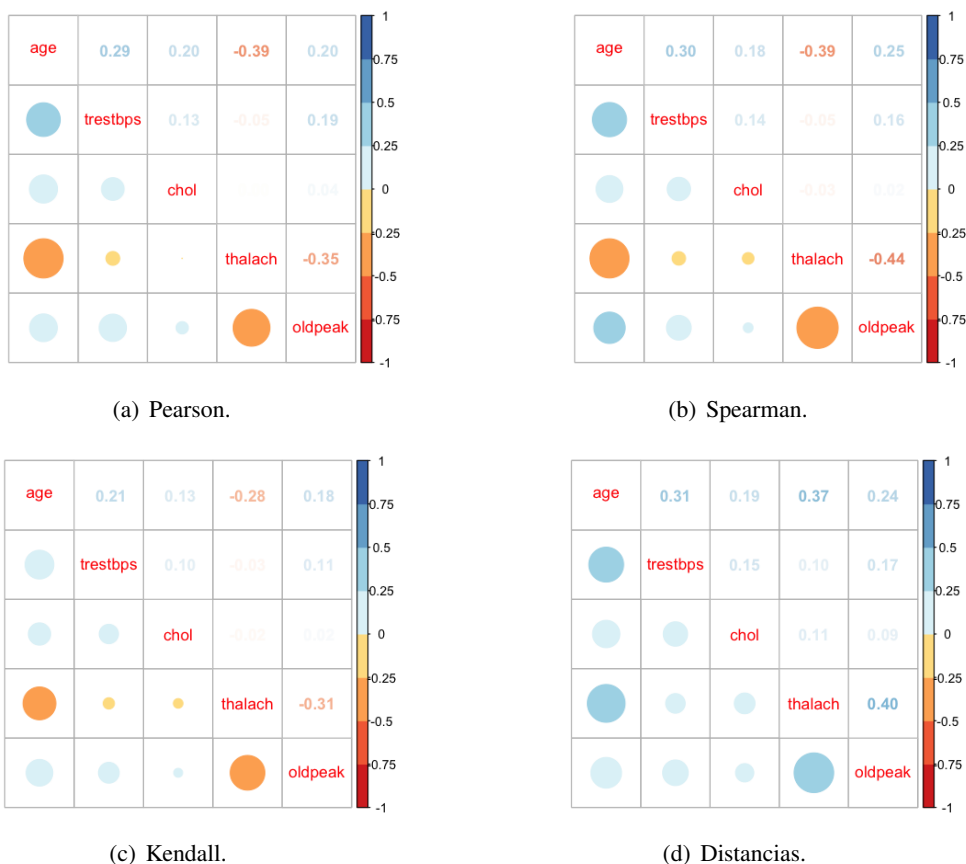 age 0.29 0.20 -0.39 0.20
trestbps 0.13 -0.05 0.19
chol 0.04
thalach -0.35
oldpeak
1
0.5
0.25
0
-0.25
-0.5
-0.75
-1
(a) Pearson.
age 0.30 0.18 -0.39 0.25
trestbps 0.14 -0.05 0.16
chol -0.03 0.02
thalach -0.44
oldpeak
1
0.5
0.25
0
-0.25
-0.5
-0.75
-1
(b) Spearman.
age 0.21 0.13 -0.28 0.18
trestbps 0.10 -0.03 0.11
chol -0.02 0.02
thalach -0.31
oldpeak
1
0.5
0.25
0
-0.25
-0.5
-0.75
-1
(c) Kendall.
age 0.31 0.19 0.37 0.24
trestbps 0.15 0.10 0.17
chol 0.11 0.09
thalach 0.40
oldpeak
1
0.5
0.25
0
-0.25
-0.5
-0.75
-1
(d) Distancias.